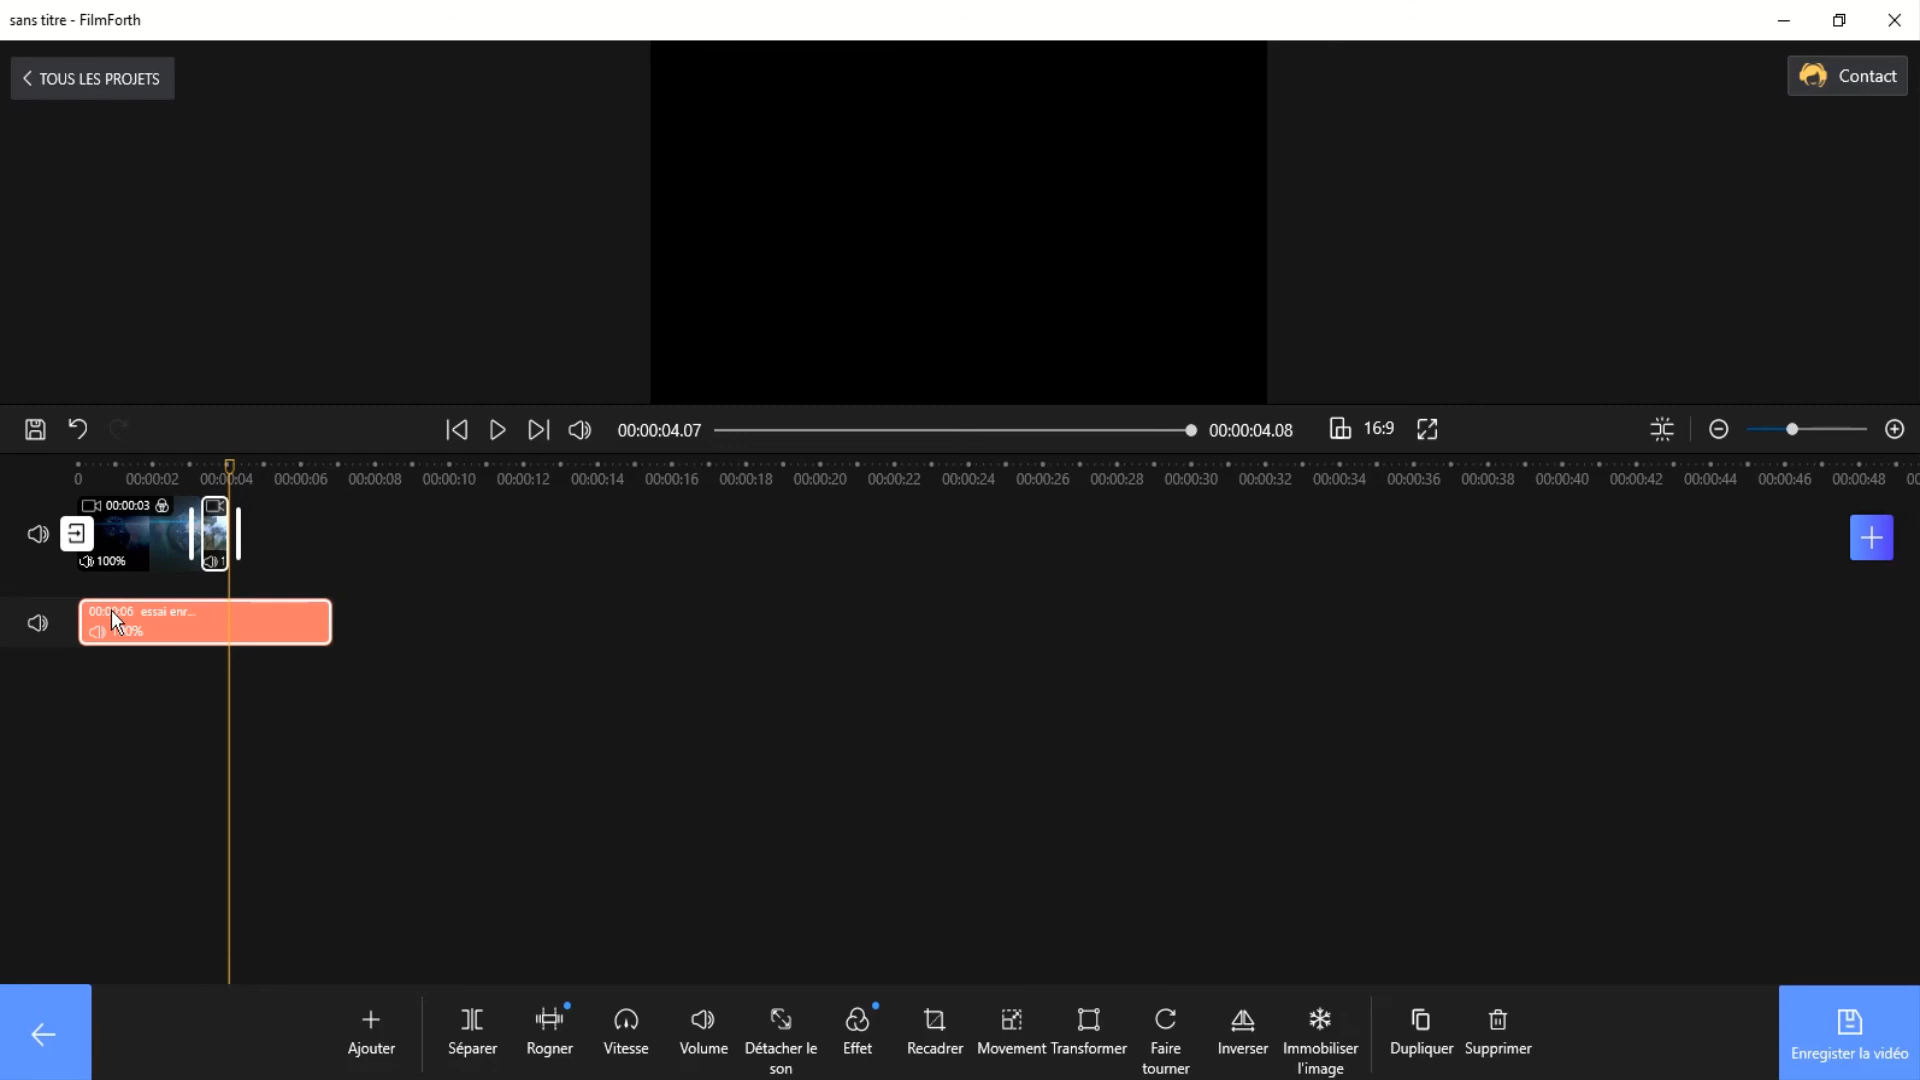 sans titre - FilmForth
TOUS LES PROJETS
Contact
00:00:04.07
00:00:04.08
16:9
0 00:00:02 00:00:04 00:00:06 00:00:08 00:00:10 00:00:12 00:00:14 00:00:16 00:00:18 00:00:20 00:00:22 00:00:24 00:00:26 00:00:28 00:00:30 00:00:32 00:00:34 00:00:36 00:00:38 00:00:40 00:00:42 00:00:44 00:00:46 00:00:48
00:00:03
100%
1
00:00:06 essai enr...
Ajouter
Séparer
Rogner
Vitesse
Volume
Détacher le
son
Effet
Recadrer
Movement
Transformer
Faire
tourner
Inverser
Immobiliser
l'image
Dupliquer
Supprimer
Enregister la vidéo